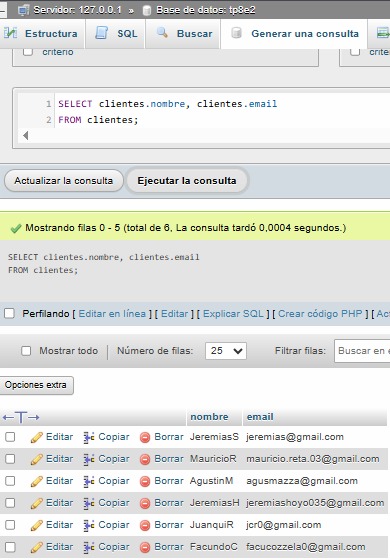 Servidor: 127.0.0.1 » Base de datos: tp8e2
Estructura SQL Buscar Generar una consulta
criterio criterio
1 SELECT clientes.nombre, clientes.email
2 FROM clientes;
Actualizar la consulta Ejecutar la consulta
Mostrando filas 0 - 5 (total de 6, La consulta tardó 0,0004 segundos.)
SELECT clientes.nombre, clientes.email
FROM clientes;
Perfilando [ Editar en línea ] [ Editar ] [ Explicar SQL ] [ Crear código PHP ] [ Ac
Mostrar todo Número de filas: 25 Filtrar filas: Buscar en e
Opciones extra
←T→ nombre email
Editar Copiar Borrar JeremiasS jeremias@gmail.com
Editar Copiar Borrar MauricioR mauricio.reta.03@gmail.com
Editar Copiar Borrar AgustinM agusmazza@gmail.com
Editar Copiar Borrar JeremiasH jeremiashoyo035@gmail.com
Editar Copiar Borrar JuanquiR jcr0@gmail.com
Editar Copiar Borrar FacundoC facucozzela0@gmail.com